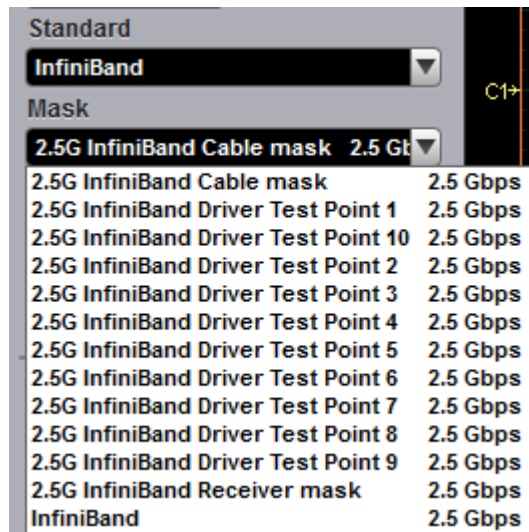 Standard
InfiniBand
C1
Mask
2.5G InfiniBand Cable mask 2.5 Gb
2.5G InfiniBand Cable mask 2.5 Gbps
2.5G InfiniBand Driver Test Point 1 2.5 Gbps
2.5G InfiniBand Driver Test Point 10 2.5 Gbps
2.5G InfiniBand Driver Test Point 2 2.5 Gbps
2.5G InfiniBand Driver Test Point 3 2.5 Gbps
2.5G InfiniBand Driver Test Point 4 2.5 Gbps
2.5G InfiniBand Driver Test Point 5 2.5 Gbps
2.5G InfiniBand Driver Test Point 6 2.5 Gbps
2.5G InfiniBand Driver Test Point 7 2.5 Gbps
2.5G InfiniBand Driver Test Point 8 2.5 Gbps
2.5G InfiniBand Driver Test Point 9 2.5 Gbps
2.5G InfiniBand Receiver mask 2.5 Gbps
InfiniBand 2.5 Gbps